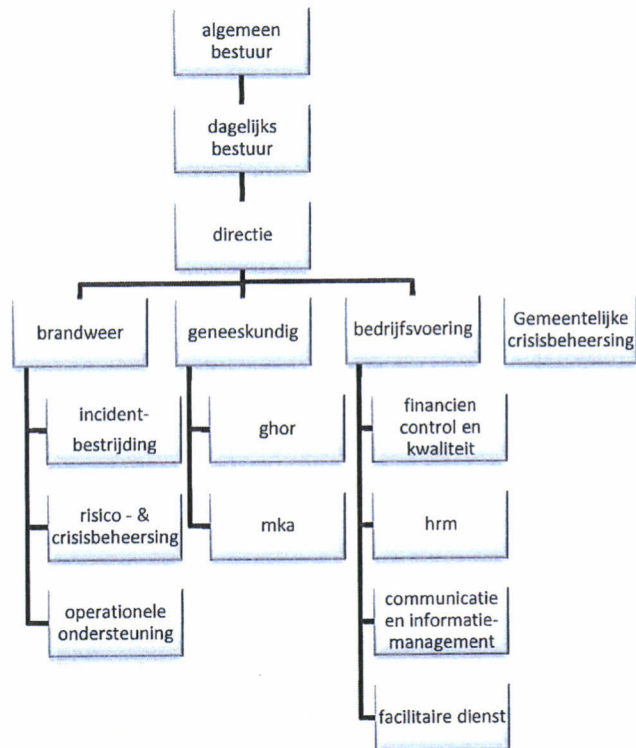 algemeen
bestuur
dagelijks
bestuur
directie
brandweer
geneeskundig
bedrijfsvoering
Gemeentelijke
crisisbeheersing
incident-
bestrijding
risico - &
crisisbeheersing
operationele
ondersteuning
ghor
mka
financien
control en
kwaliteit
hrm
communicatie
en informatie-
management
facilitaire dienst